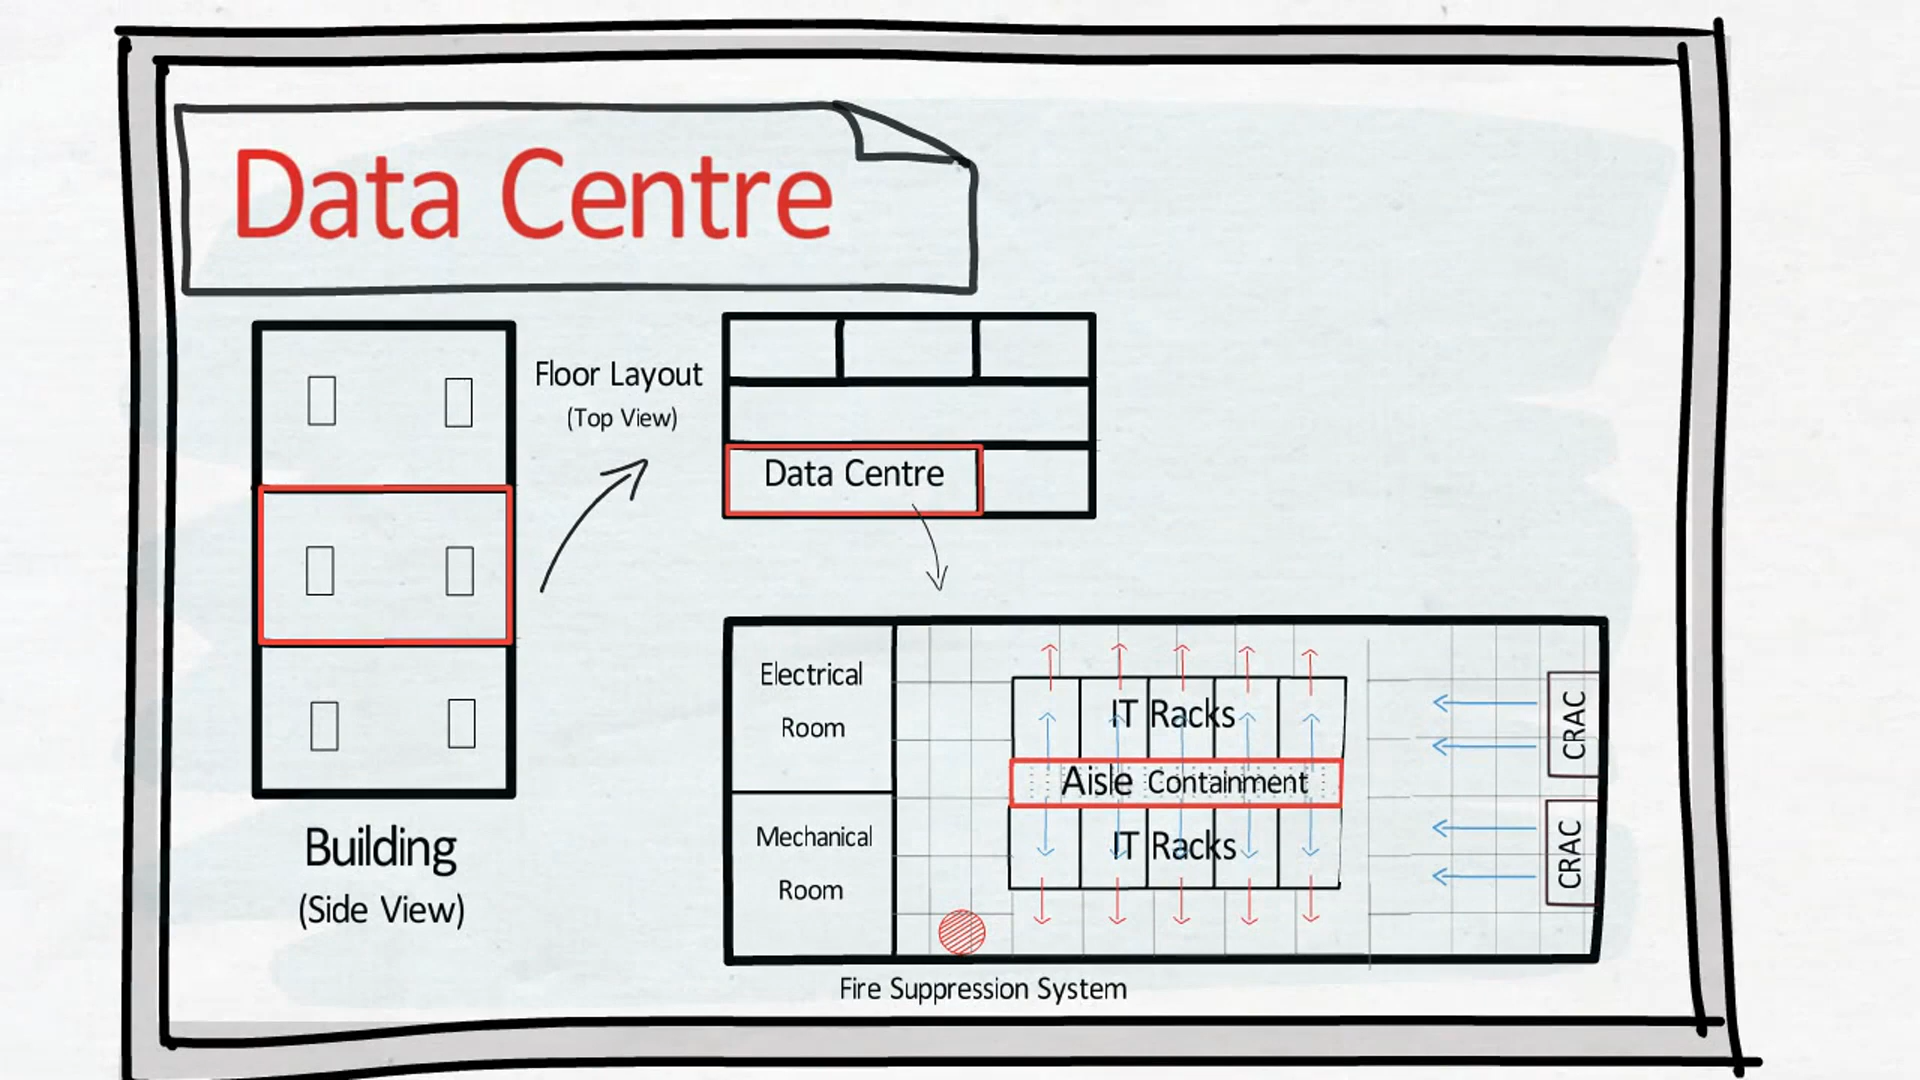 Data Centre
Floor Layout
(Top View)
Data Centre
Building
(Side View)
Electrical
Room
Mechanical
Room
IT Racks
Aisle Containment
IT Racks
CRAC
CRAC
Fire Suppression System